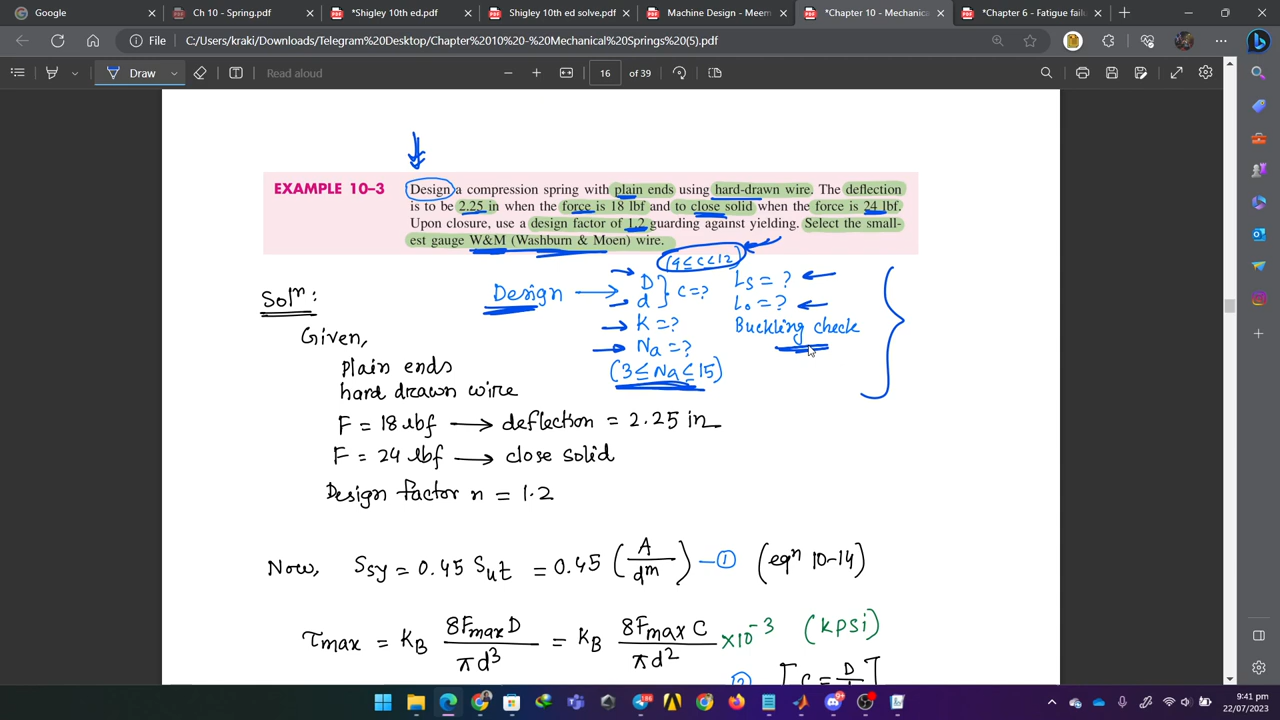 Google
Ch 10 - Spring.pdf
*Shigley 10th ed.pdf
Shigley 10th ed solve.pdf
Machine Design - Meem
*Chapter 10 - Mechanica
*Chapter 6 - Fatigue failu
File
C:/Users/kraki/Downloads/Telegram%20Desktop/Chapter%2010%20-%20Mechanical%20Springs%20(5).pdf
Draw
Read aloud
16 of 39
EXAMPLE 10–3 Design a compression spring with plain ends using hard-drawn wire. The deflection
is to be 2.25 in when the force is 18 lbf and to close solid when the force is 24 lbf.
Upon closure, use a design factor of 1.2 guarding against yielding. Select the small-
est gauge W&M (Washburn & Moen) wire.
(4 ≤ C ≤ 12)
Design → D
d } C = ?
K = ?
Na = ?
(3 ≤ Na ≤ 15)
Ls = ?
Lo = ?
Buckling check
Solⁿ:
Given,
plain ends
hard drawn wire
F = 18 lbf → deflection = 2.25 in
F = 24 lbf → close solid
Design factor n = 1.2
Now, Ssy = 0.45 Sut = 0.45 (A/d^m) — ① (eqⁿ 10-14)
τmax = K_B 8FmaxD/πd³ = K_B 8FmaxC/πd² ×10⁻³ (kpsi)
② [C = D
9:41 pm
22/07/2023